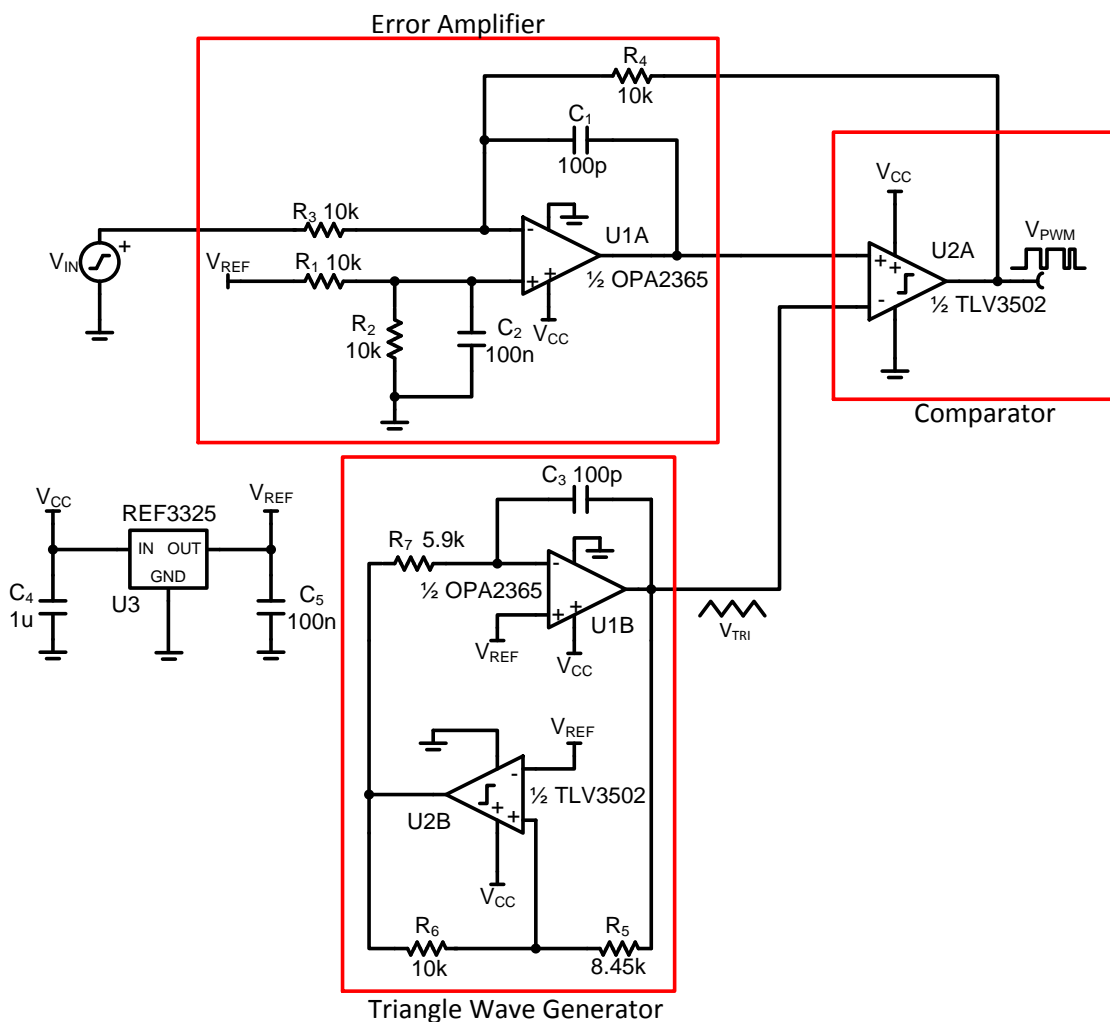 Error Amplifier
R4
10k
C1
100p
VCC
R3 10k
U1A
U2A
VPWM
VIN
+
-
VREF
R1 10k
+
+
½ OPA2365
+
+
-
½ TLV3502
R2
10k
C2
100n
VCC
Comparator
C3 100p
VCC
VREF
REF3325
IN OUT
GND
R7 5.9k
-
½ OPA2365
+
+
C4
1u
U3
C5
100n
U1B
VREF
VCC
VTRI
VREF
-
½ TLV3502
+
+
U2B
VCC
R6
10k
R5
8.45k
Triangle Wave Generator